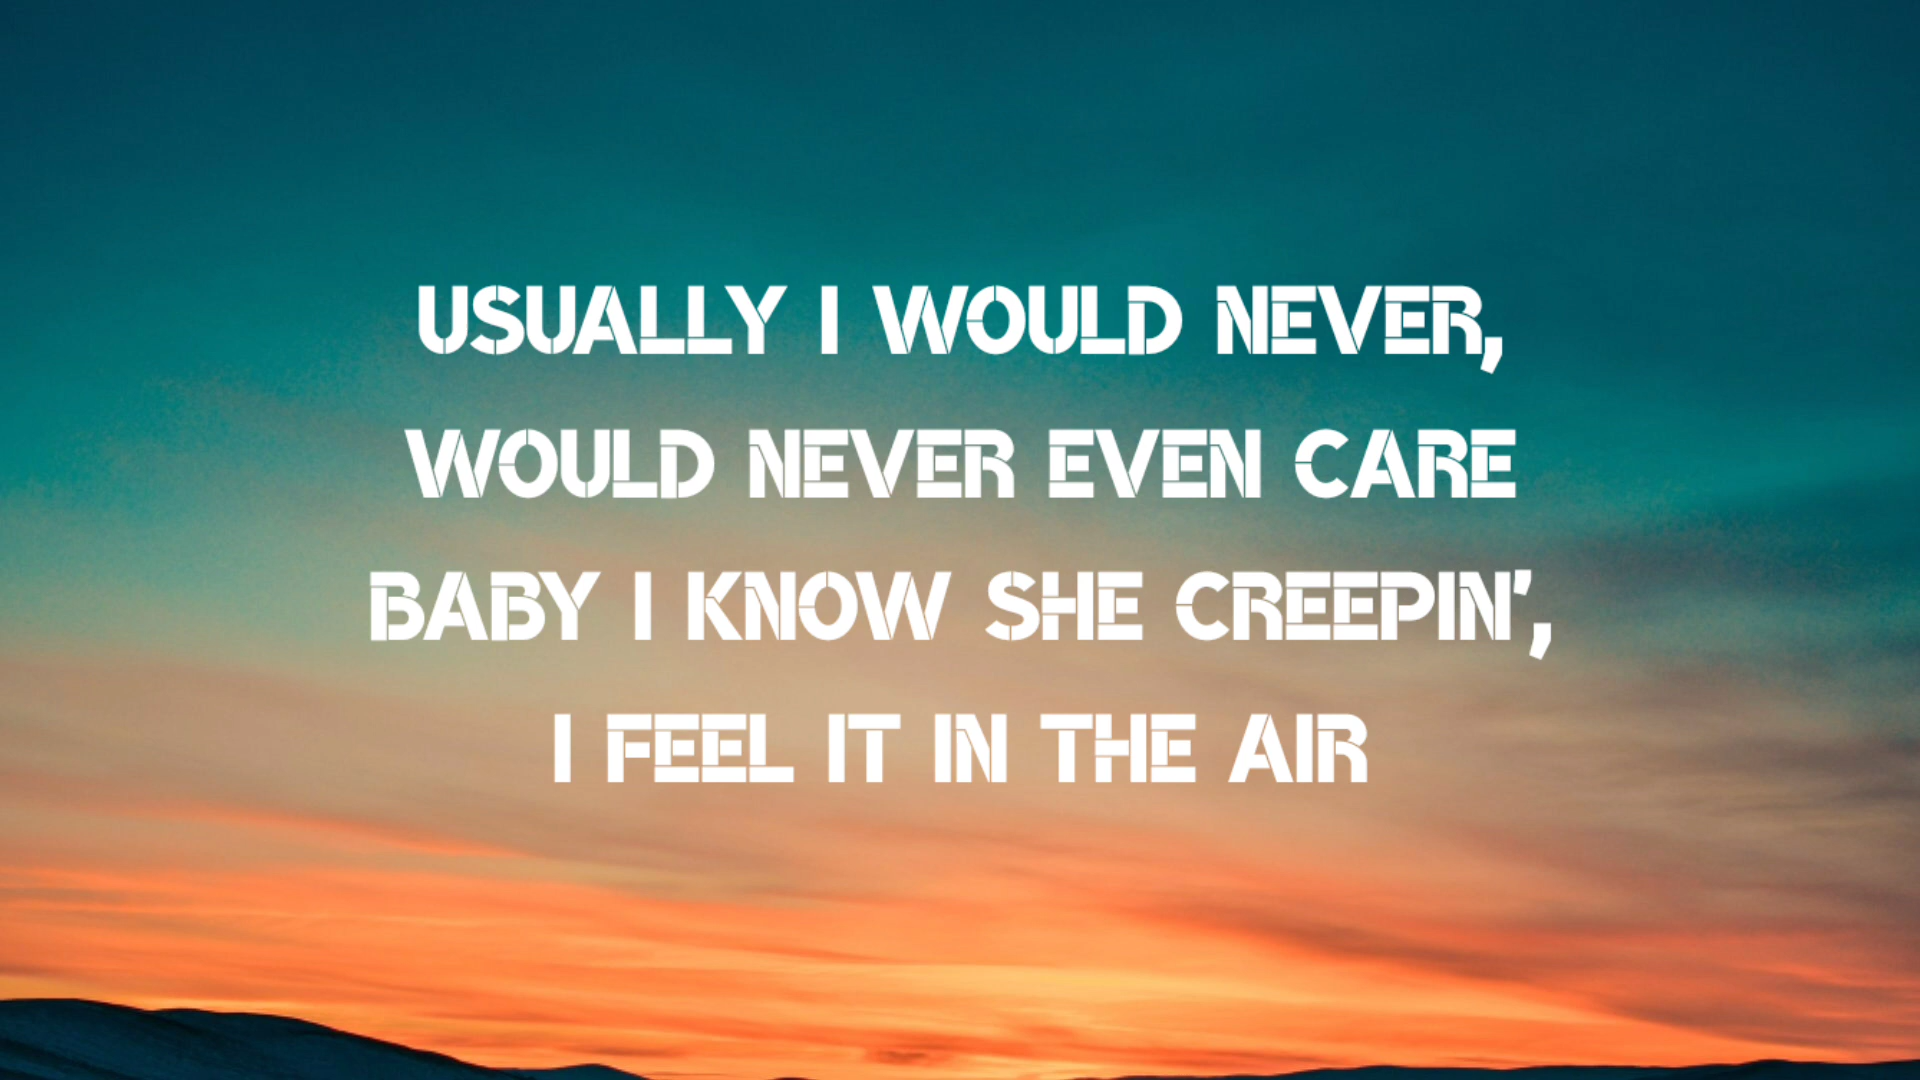 USUALLY I WOULD NEVER,
WOULD NEVER EVEN CARE
BABY I KNOW SHE CREEPIN',
I FEEL IT IN THE AIR